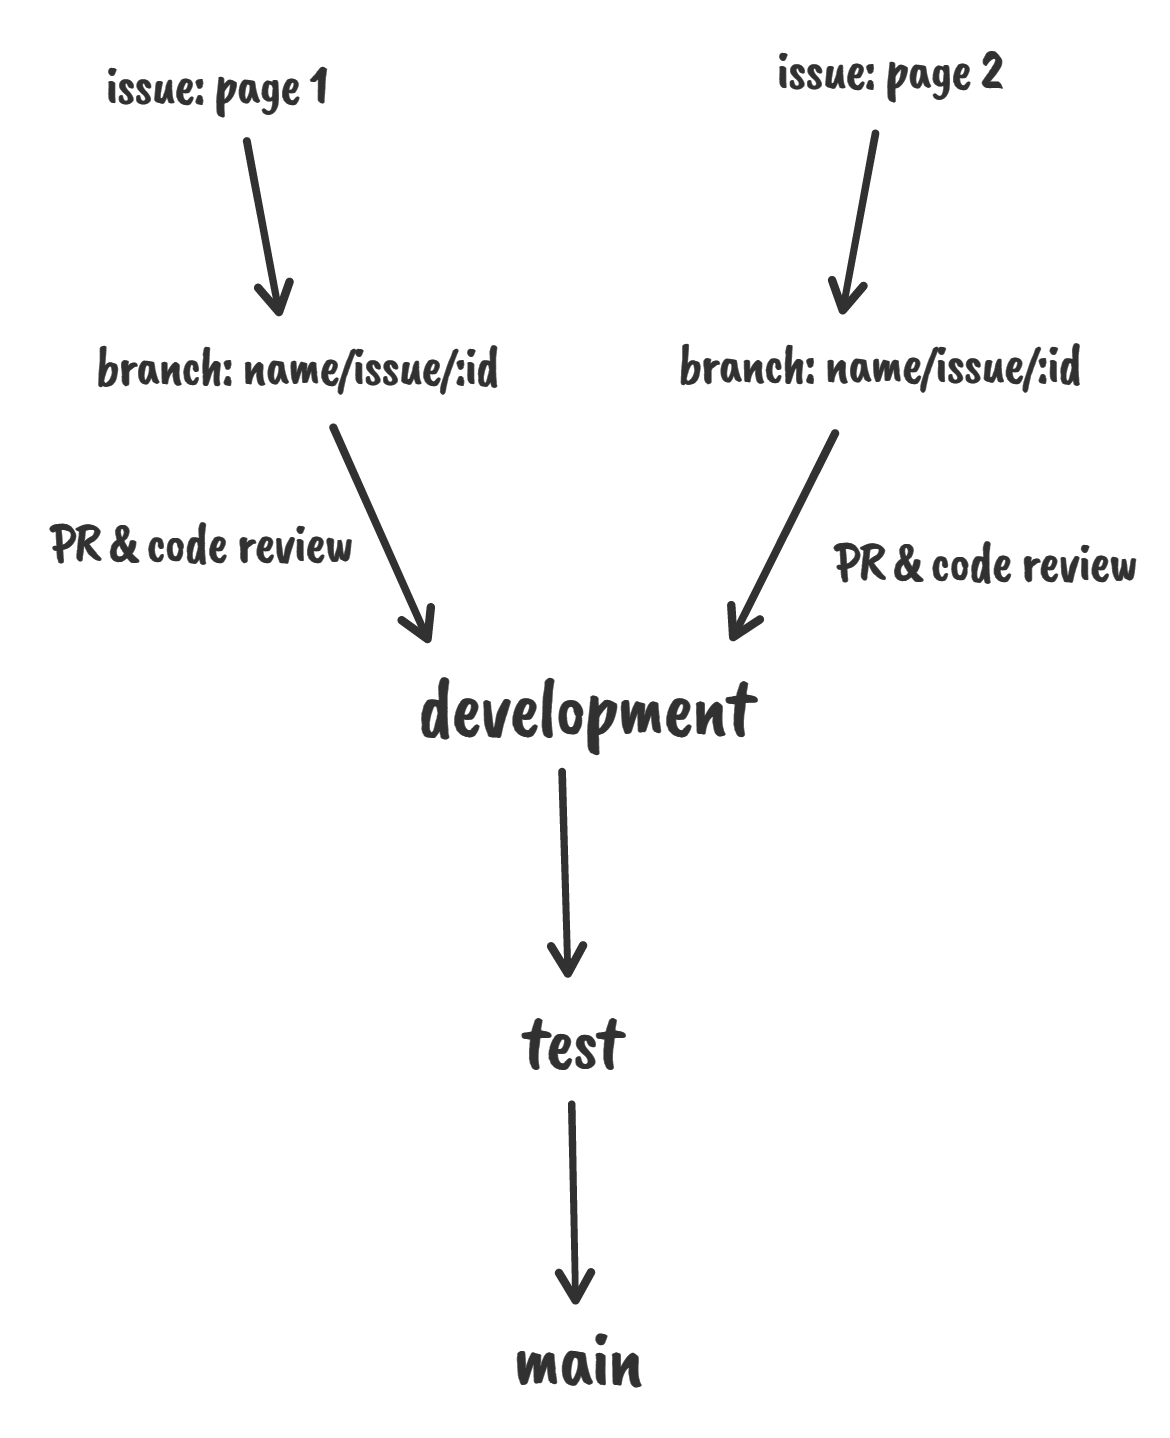 issue: page 1
issue: page 2
branch: name/issue/:id
branch: name/issue/:id
PR & code review
PR & code review
development
test
main